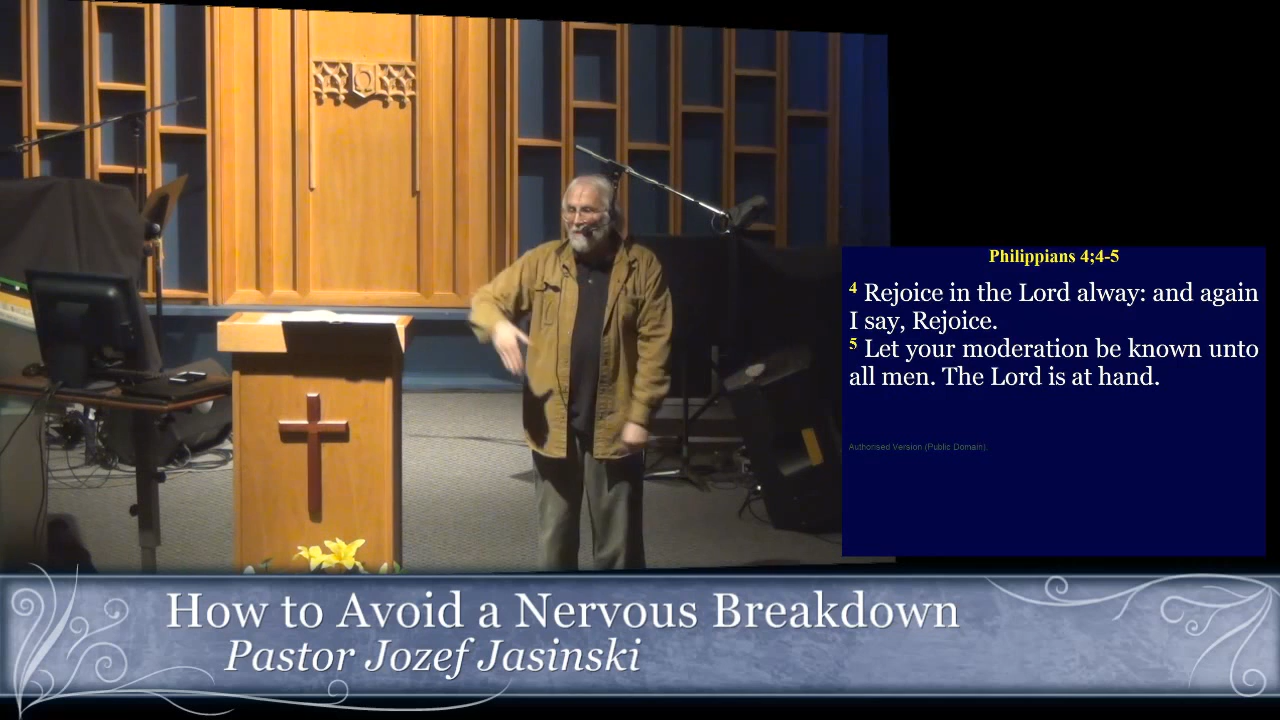 Philippians 4;4-5
4 Rejoice in the Lord alway: and again
I say, Rejoice.
5 Let your moderation be known unto
all men. The Lord is at hand.
Authorised Version (Public Domain).
How to Avoid a Nervous Breakdown
Pastor Jozef Jasinski